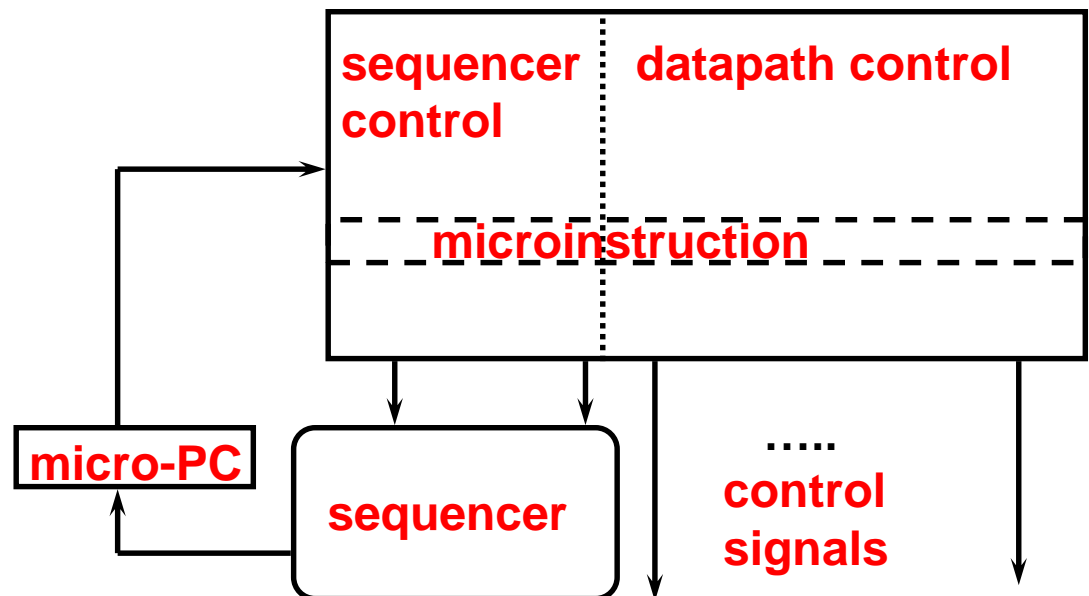 sequencer
control
datapath control
microinstruction
micro-PC
sequencer
.....
control
signals